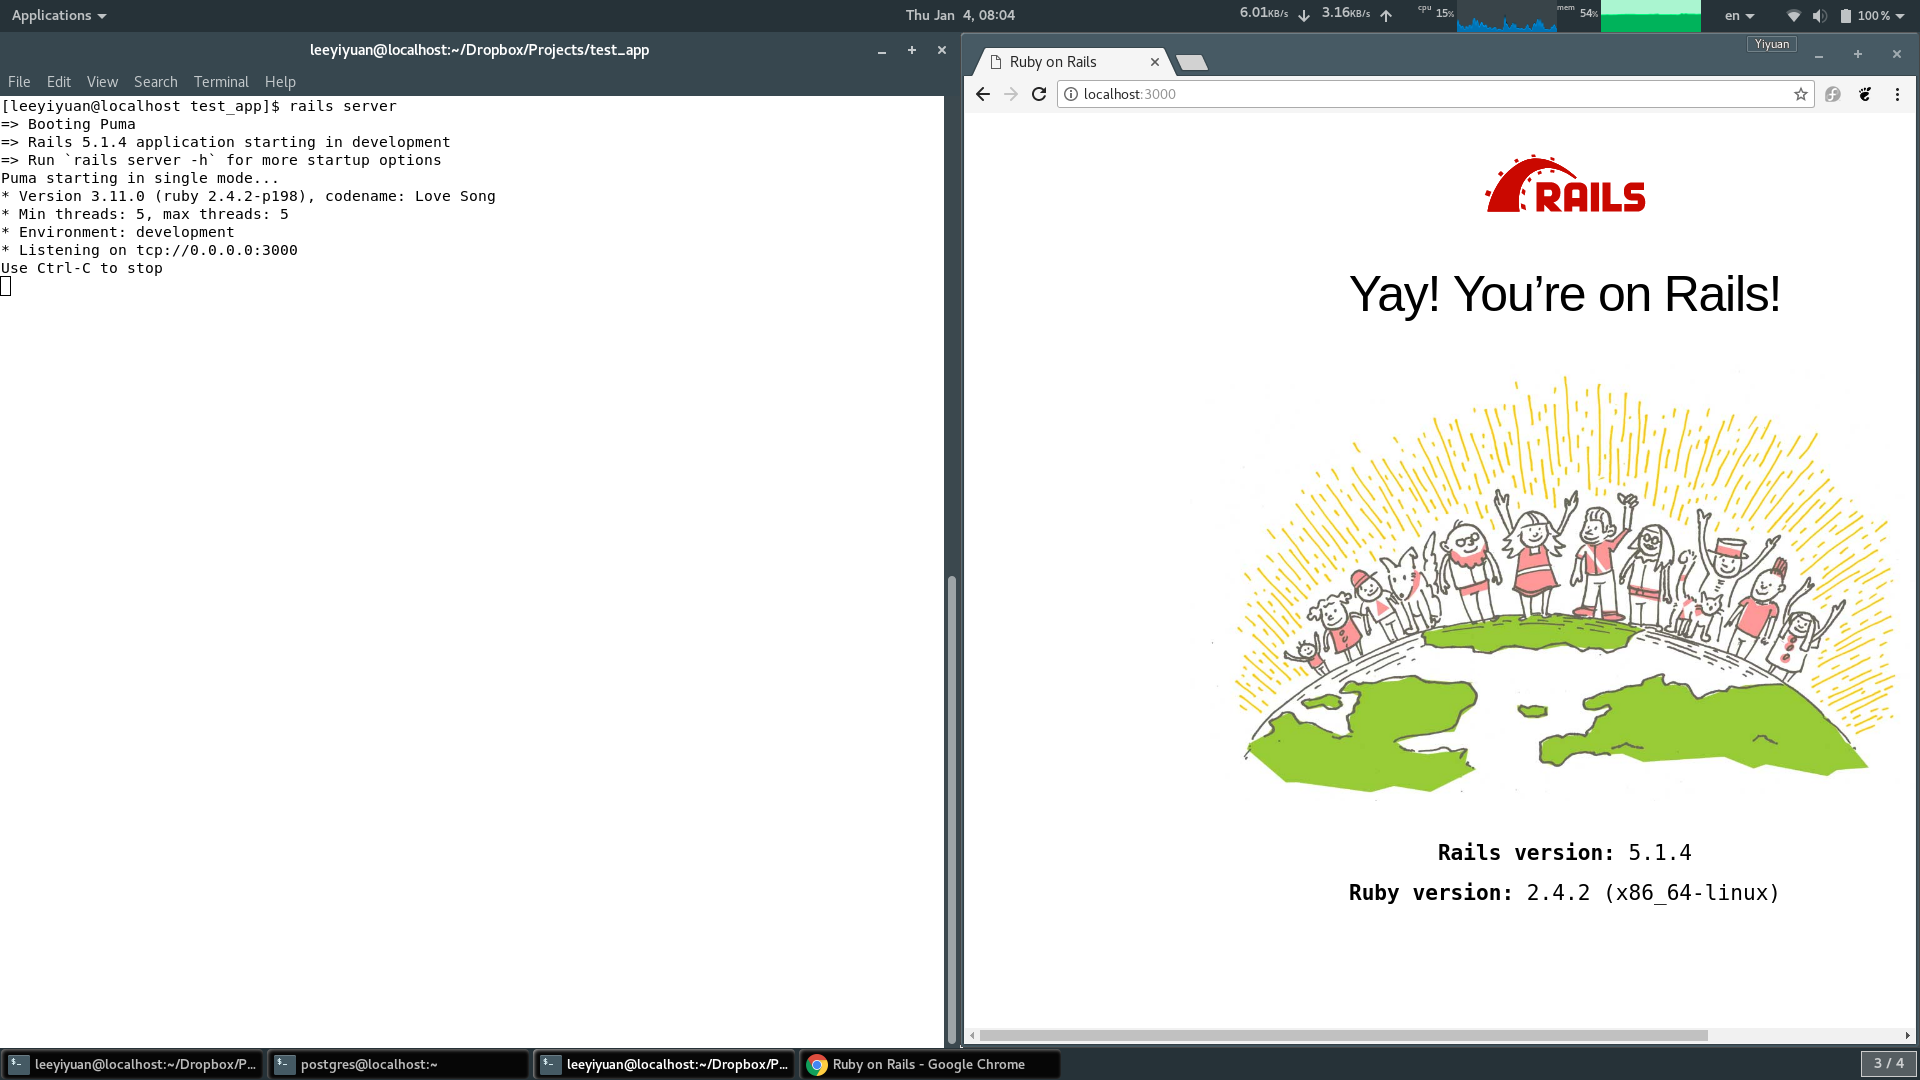 Applications
Thu Jan 4, 08:04
6.01KB/s 3.16KB/s cpu 15% mem 54% en 100 %
leeyiyuan@localhost:~/Dropbox/Projects/test_app
File Edit View Search Terminal Help
[leeyiyuan@localhost test_app]$ rails server
=> Booting Puma
=> Rails 5.1.4 application starting in development
=> Run `rails server -h` for more startup options
Puma starting in single mode...
* Version 3.11.0 (ruby 2.4.2-p198), codename: Love Song
* Min threads: 5, max threads: 5
* Environment: development
* Listening on tcp://0.0.0.0:3000
Use Ctrl-C to stop
Yiyuan
Ruby on Rails
localhost:3000
RAILS
Yay! You’re on Rails!
Rails version: 5.1.4
Ruby version: 2.4.2 (x86_64-linux)
leeyiyuan@localhost:~/Dropbox/P...
postgres@localhost:~
leeyiyuan@localhost:~/Dropbox/P...
Ruby on Rails - Google Chrome
3 / 4